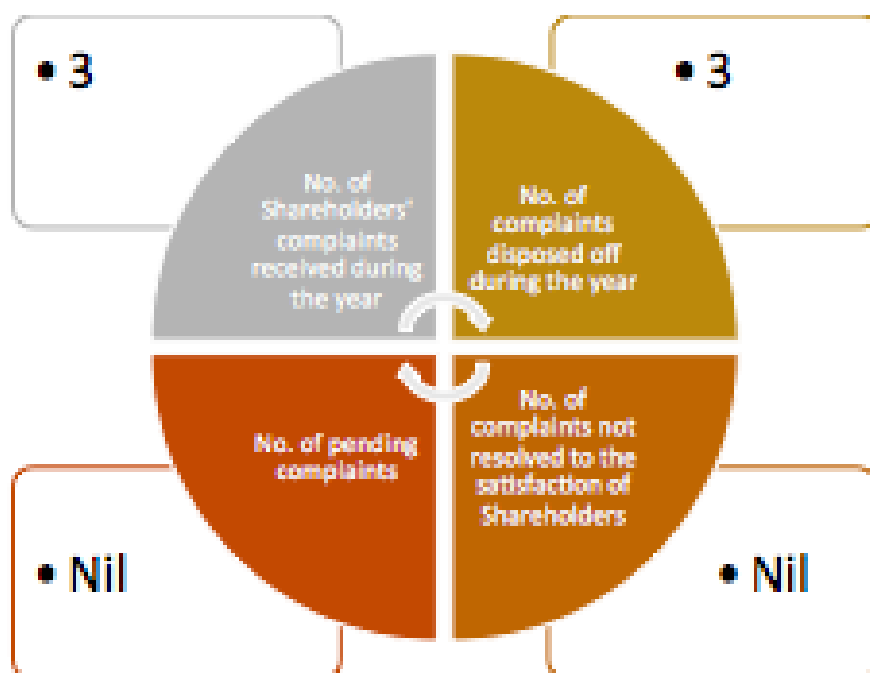 • 3
No. of
Shareholders'
complaints
received during
the year
• 3
No. of
complaints
disposed off
during the year
No. of pending
complaints
• Nil
No. of
complaints not
resolved to the
satisfaction of
Shareholders
• Nil